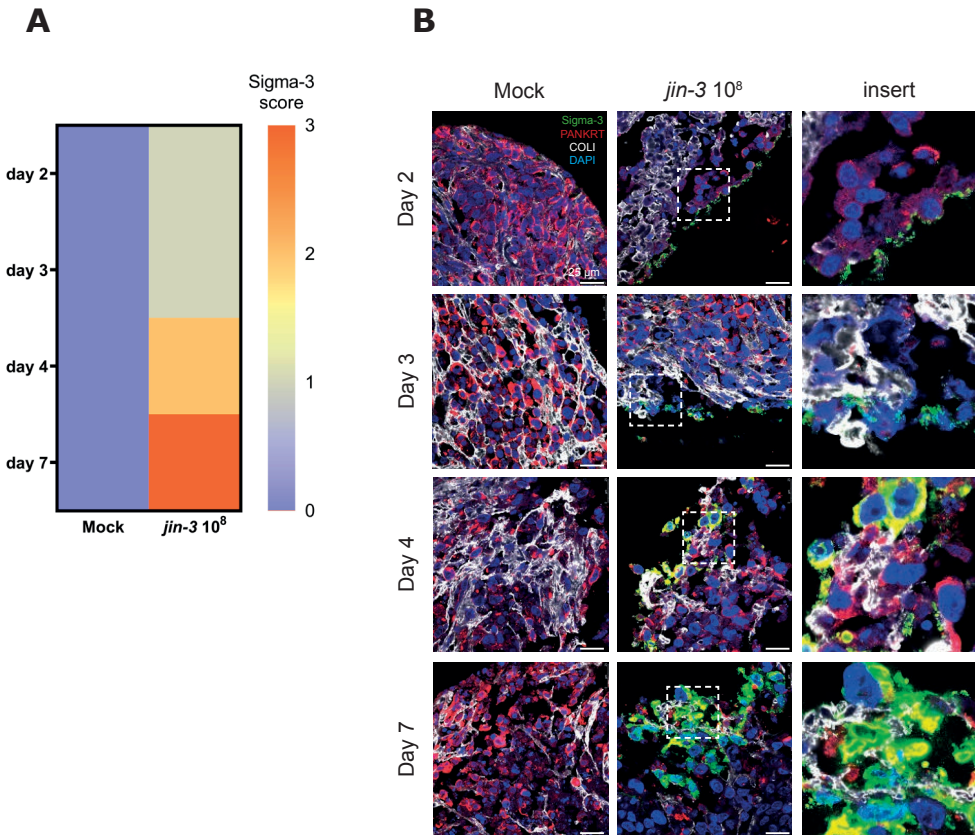 A
B
Sigma-3
score
3
2
1
0
day 2
day 3
day 4
day 7
Mock
jin-3 10⁸
Mock
jin-3 10⁸
insert
Day 2
Sigma-3
PANKRT
COLI
DAPI
25 µm
Day 3
Day 4
Day 7